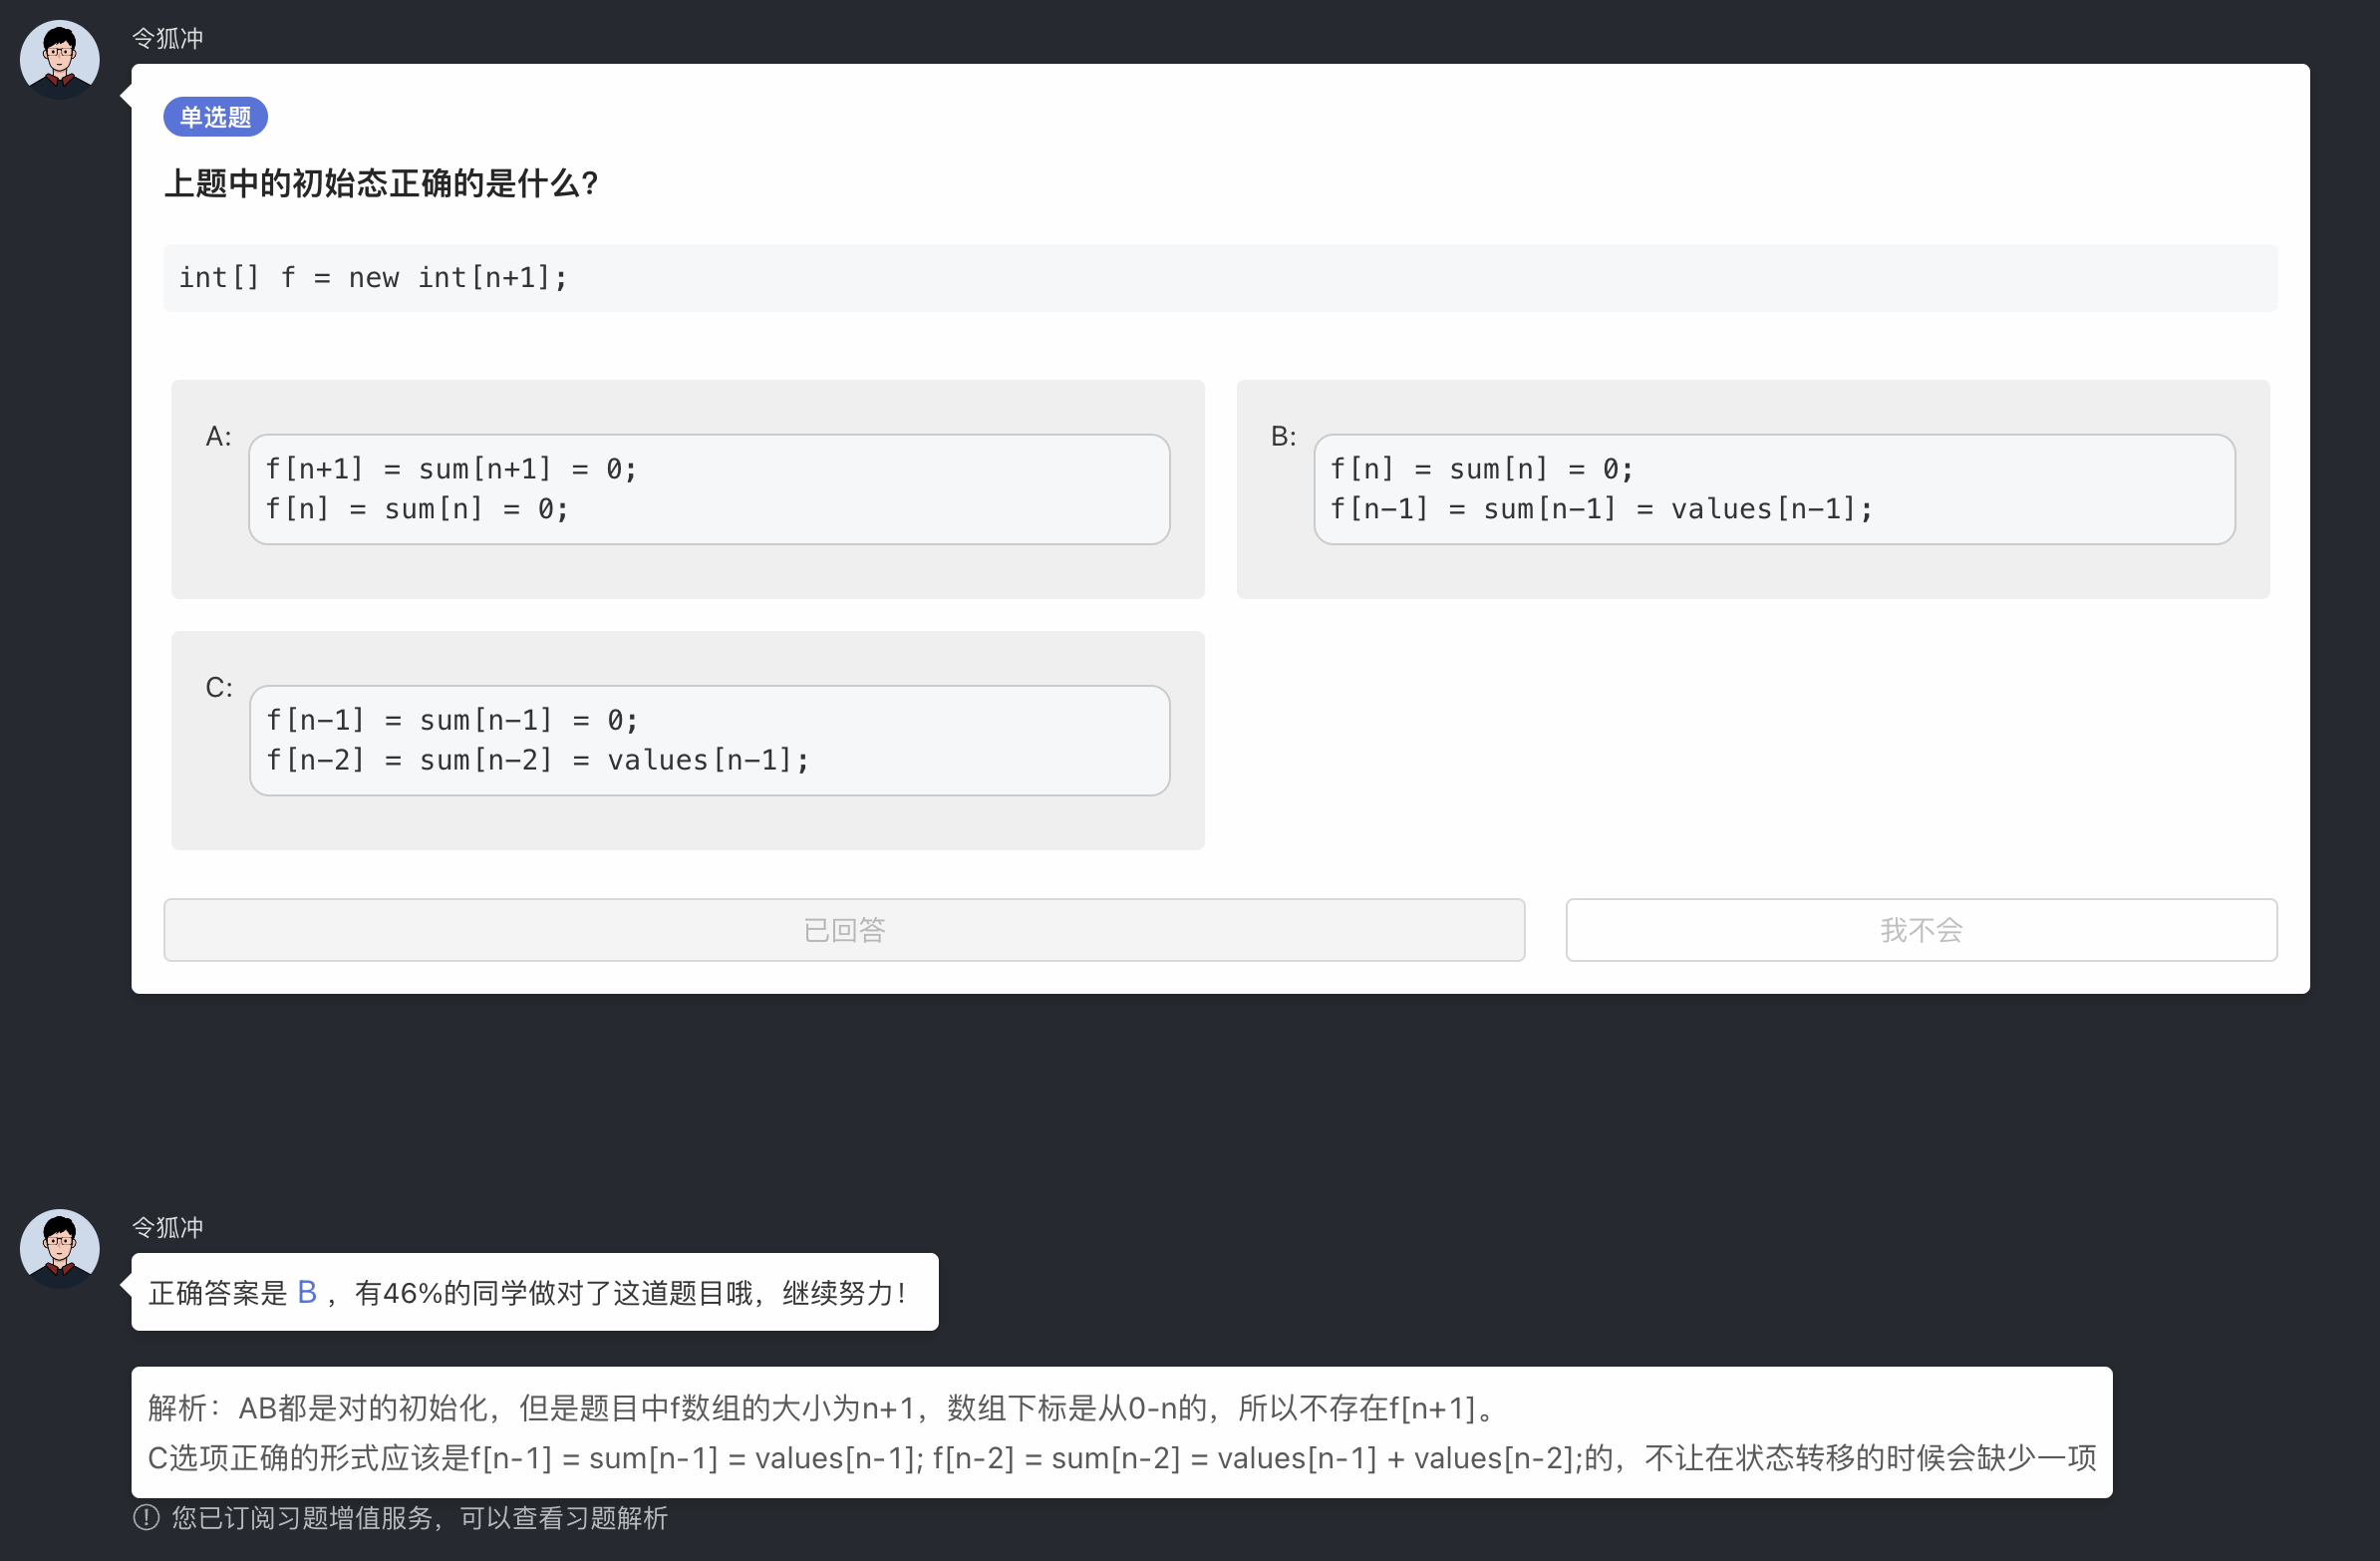 令狐冲
单选题
上题中的初始态正确的是什么?
int[] f = new int[n+1];
A:
f[n+1] = sum[n+1] = 0;
f[n] = sum[n] = 0;
B:
f[n] = sum[n] = 0;
f[n-1] = sum[n-1] = values[n-1];
C:
f[n-1] = sum[n-1] = 0;
f[n-2] = sum[n-2] = values[n-1];
已回答
我不会
令狐冲
正确答案是 B ，有46%的同学做对了这道题目哦，继续努力！
解析：AB都是对的初始化，但是题目中f数组的大小为n+1，数组下标是从0-n的，所以不存在f[n+1]。
C选项正确的形式应该是f[n-1] = sum[n-1] = values[n-1]; f[n-2] = sum[n-2] = values[n-1] + values[n-2];的，不让在状态转移的时候会缺少一项
您已订阅习题增值服务，可以查看习题解析